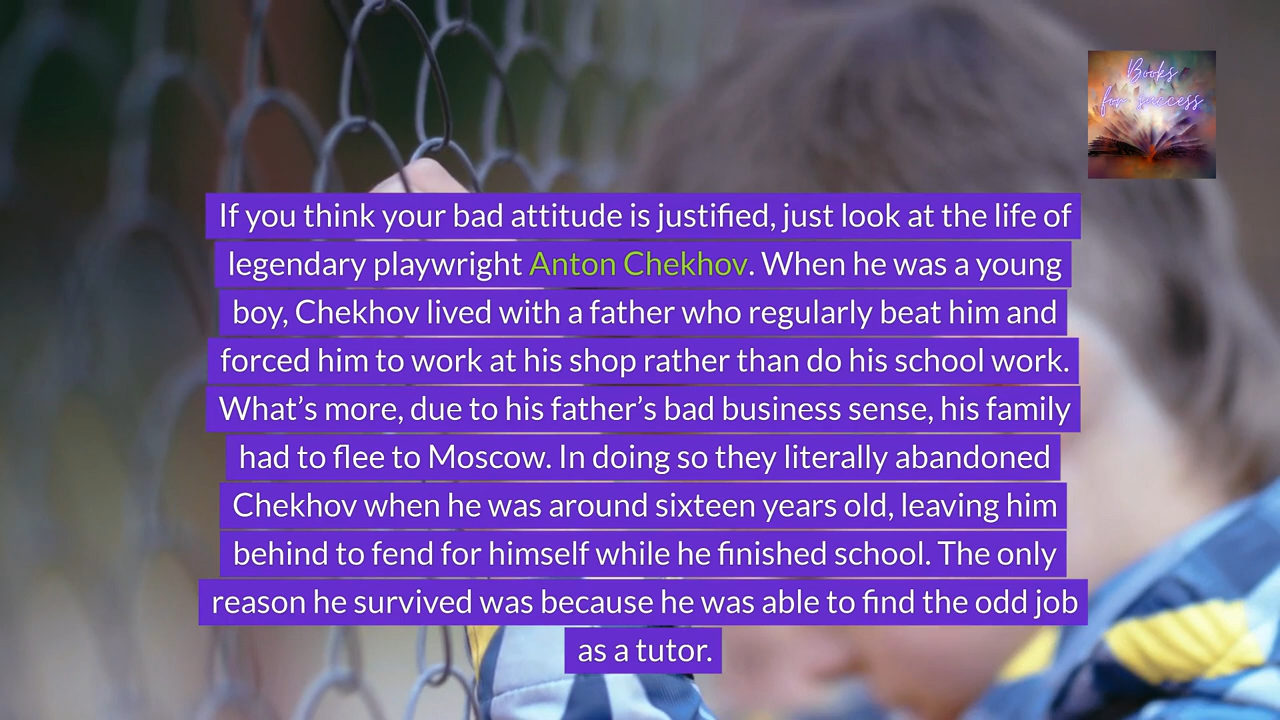 Books
for success
If you think your bad attitude is justified, just look at the life of
legendary playwright Anton Chekhov. When he was a young
boy, Chekhov lived with a father who regularly beat him and
forced him to work at his shop rather than do his school work.
What’s more, due to his father’s bad business sense, his family
had to flee to Moscow. In doing so they literally abandoned
Chekhov when he was around sixteen years old, leaving him
behind to fend for himself while he finished school. The only
reason he survived was because he was able to find the odd job
as a tutor.